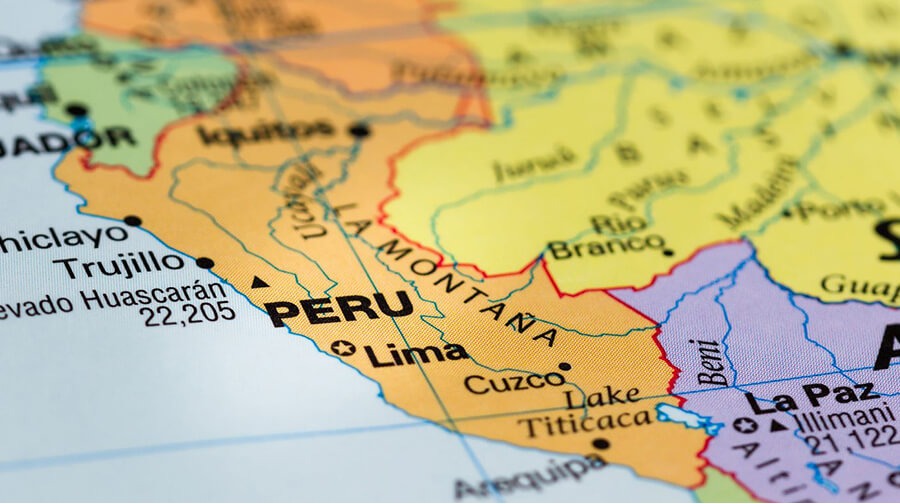 UADOR
Iquitos
Putumayo
Juruá
Purus
Madeira
Ucayali
B
A
S
Rio
Branco
Porto
Guap
hiclayo
Trujillo
evado Huascarán
22,205
PERU
LA MONTAÑA
Lima
Cuzco
Lake
Titicaca
Arequipa
Beni
La Paz
Illimani
21,122
A